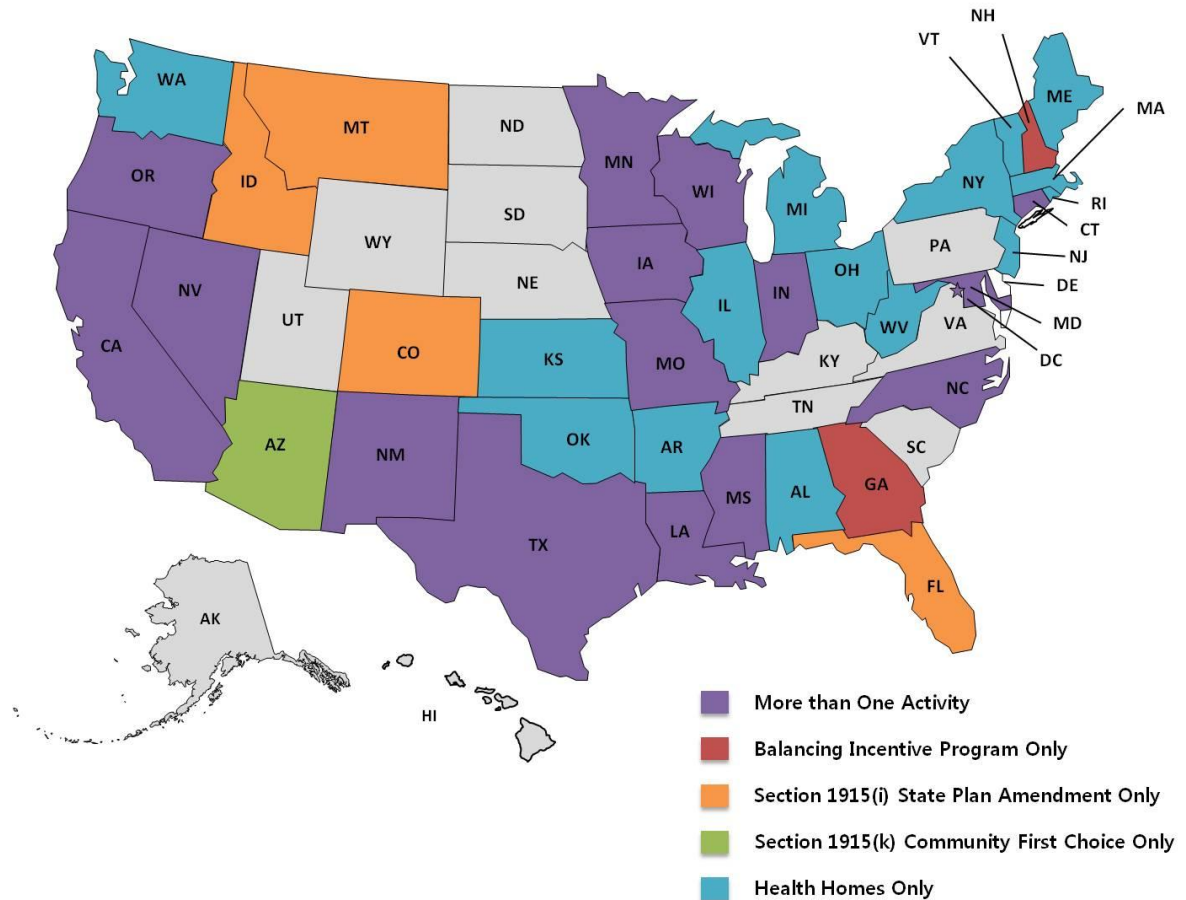 NH
VT
WA
ME
MT
ND
MA
MN
OR
ID
NY
WI
SD
MI
RI
WY
CT
PA
NJ
IA
NE
OH
DE
NV
IN
IL
UT
MD
WV
VA
CA
CO
DC
KS
KY
MO
NC
TN
AZ
OK
AR
SC
NM
GA
MS
AL
LA
TX
FL
AK
HI
More than One Activity
Balancing Incentive Program Only
Section 1915(i) State Plan Amendment Only
Section 1915(k) Community First Choice Only
Health Homes Only